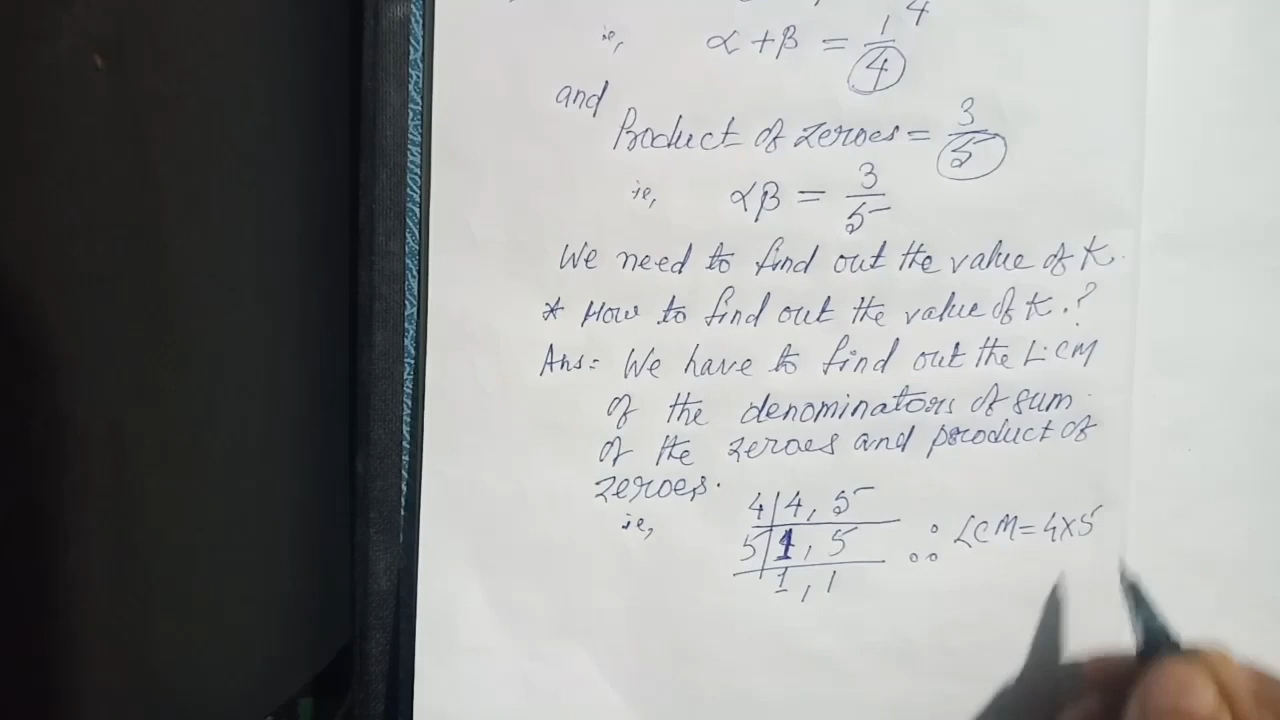 4
ie, α + β = 1/4
and
Product of zeroes = 3/5
ie, αβ = 3/5
We need to find out the value of K.
* How to find out the value of K.?
Ans: We have to find out the L.CM
of the denominators of sum
of the zeroes and product of
zeroes.
ie,
4 | 4, 5
5 | 1, 5
1, 1
∴ LCM = 4×5